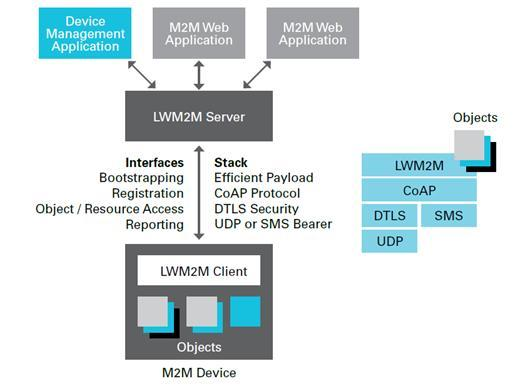 Device
Management
Application
M2M Web
Application
M2M Web
Application
LWM2M Server
Interfaces
Bootstrapping
Registration
Object / Resource Access
Reporting
Stack
Efficient Payload
CoAP Protocol
DTLS Security
UDP or SMS Bearer
LWM2M Client
Objects
M2M Device
Objects
LWM2M
CoAP
DTLS
SMS
UDP